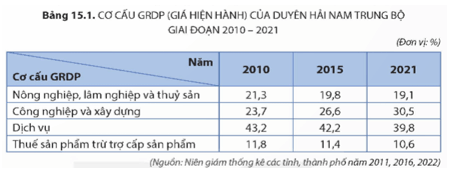 Bảng 15.1. CƠ CẤU GRDP (GIÁ HIỆN HÀNH) CỦA DUYÊN HẢI NAM TRUNG BỘ
GIAI ĐOẠN 2010 – 2021
(Đơn vị: %)
Năm
Cơ cấu GRDP 2010 2015 2021
Nông nghiệp, lâm nghiệp và thuỷ sản 21,3 19,8 19,1
Công nghiệp và xây dựng 23,7 26,6 30,5
Dịch vụ 43,2 42,2 39,8
Thuế sản phẩm trừ trợ cấp sản phẩm 11,8 11,4 10,6
(Nguồn: Niên giám thống kê các tỉnh, thành phố năm 2011, 2016, 2022)